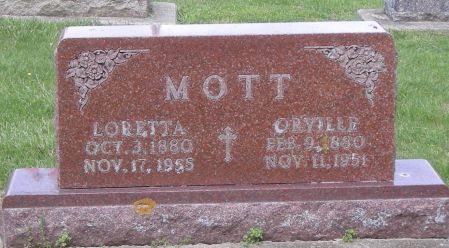 MOTT
LORETTA
OCT. 3, 1880
NOV. 17, 1955
ORVILLE
FEB. 9, 1880
NOV. 11, 1951